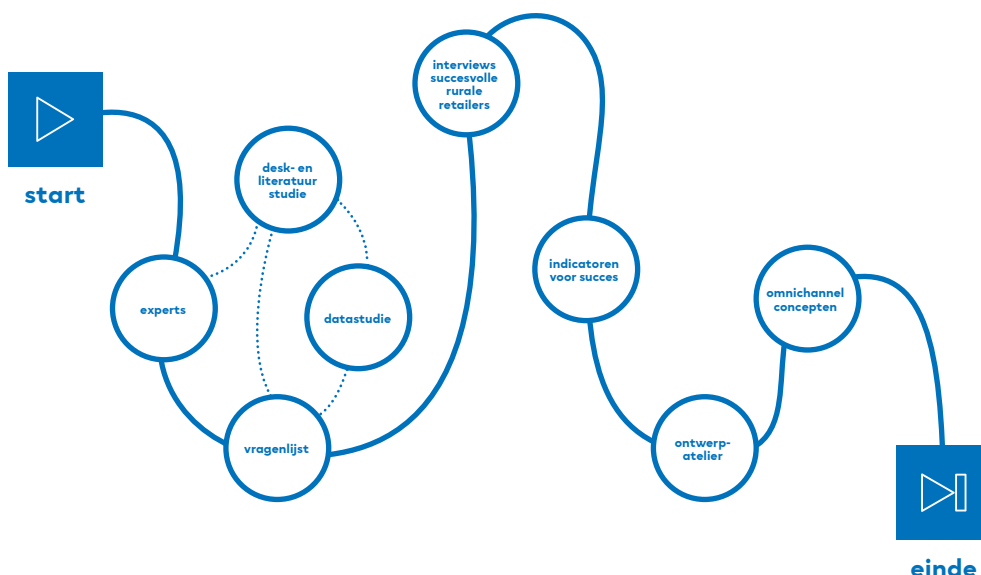 start
experts
desk- en
literatuur
studie
datastudie
vragenlijst
interviews
succesvolle
rurale
retailers
indicatoren
voor succes
ontwerp-
atelier
omnichannel
concepten
einde